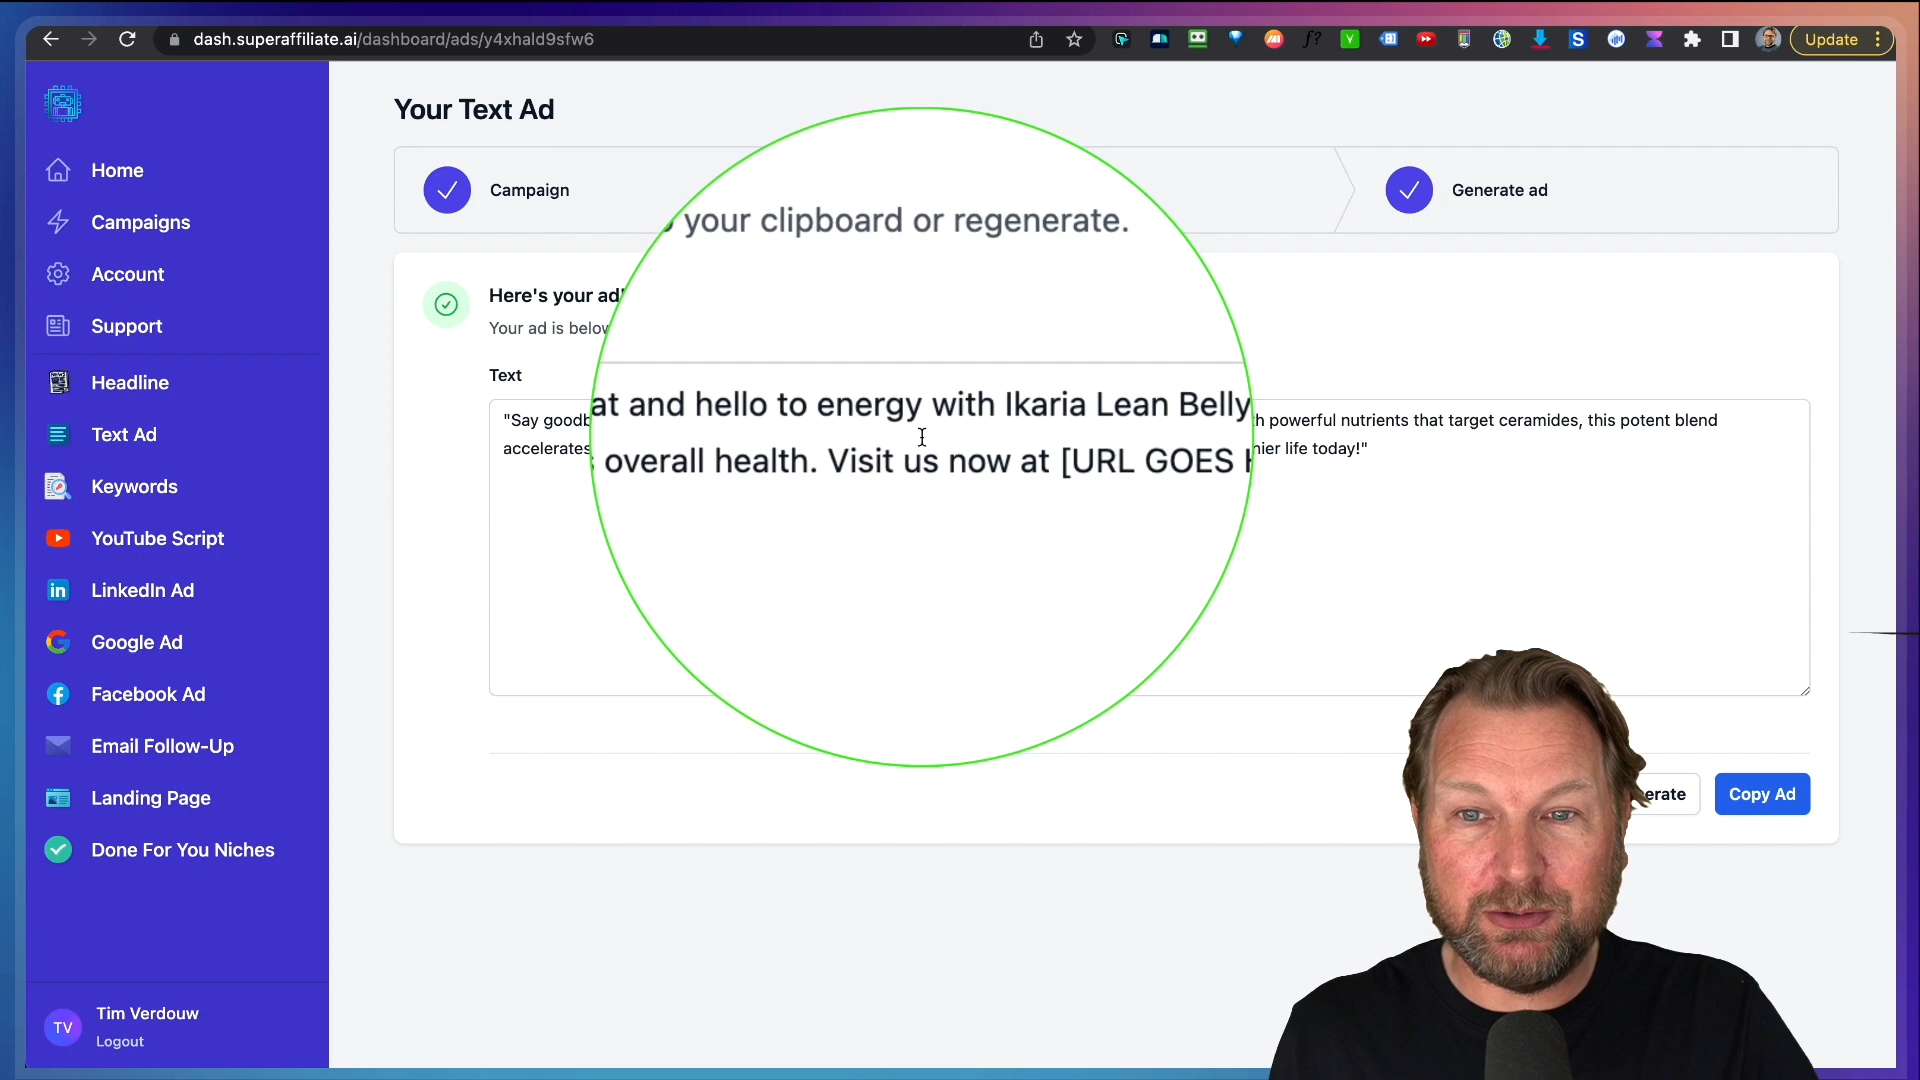 dash.superaffiliate.ai/dashboard/ads/y4xhald9sfw6
Update
Home
Campaigns
Account
Support
Headline
Text Ad
Keywords
YouTube Script
LinkedIn Ad
Google Ad
Facebook Ad
Email Follow-Up
Landing Page
Done For You Niches
TV
Tim Verdouw
Logout
Your Text Ad
Campaign
Generate ad
your clipboard or regenerate.
Here's your ad!
Your ad is below
Text
"Say goodb
at and hello to energy with Ikaria Lean Belly
h powerful nutrients that target ceramides, this potent blend
accelerates
overall health. Visit us now at [URL GOES H
hier life today!"
erate
Copy Ad